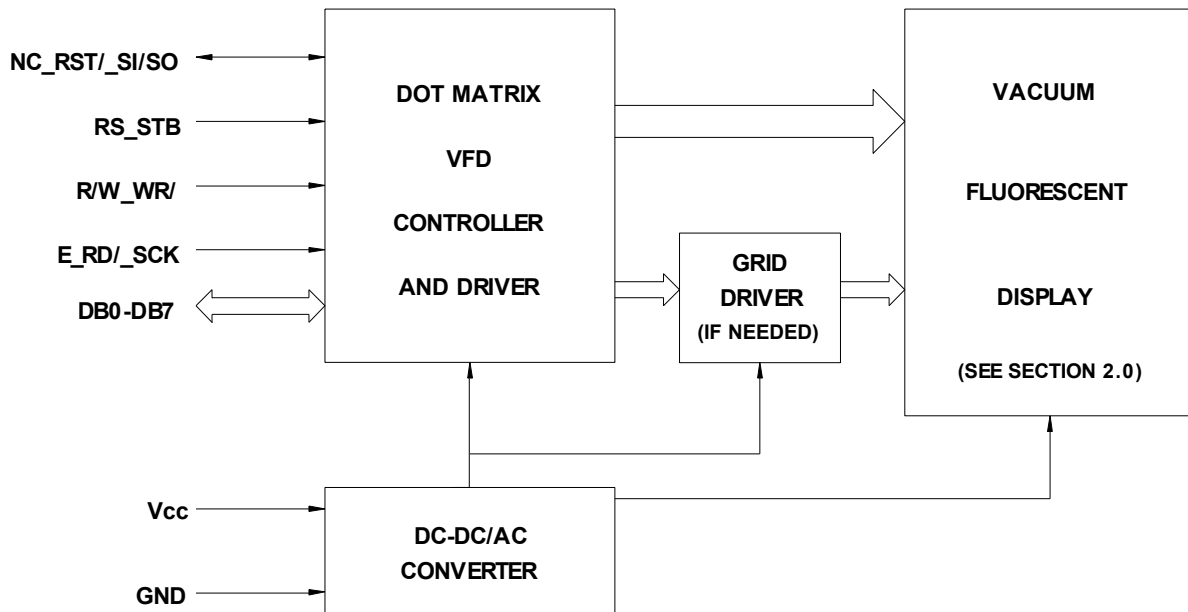 NC_RST/_SI/SO
RS_STB
R/W_WR/
E_RD/_SCK
DB0-DB7
DOT MATRIX
VFD
CONTROLLER
AND DRIVER
GRID
DRIVER
(IF NEEDED)
VACUUM
FLUORESCENT
DISPLAY
(SEE SECTION 2.0)
Vcc
GND
DC-DC/AC
CONVERTER